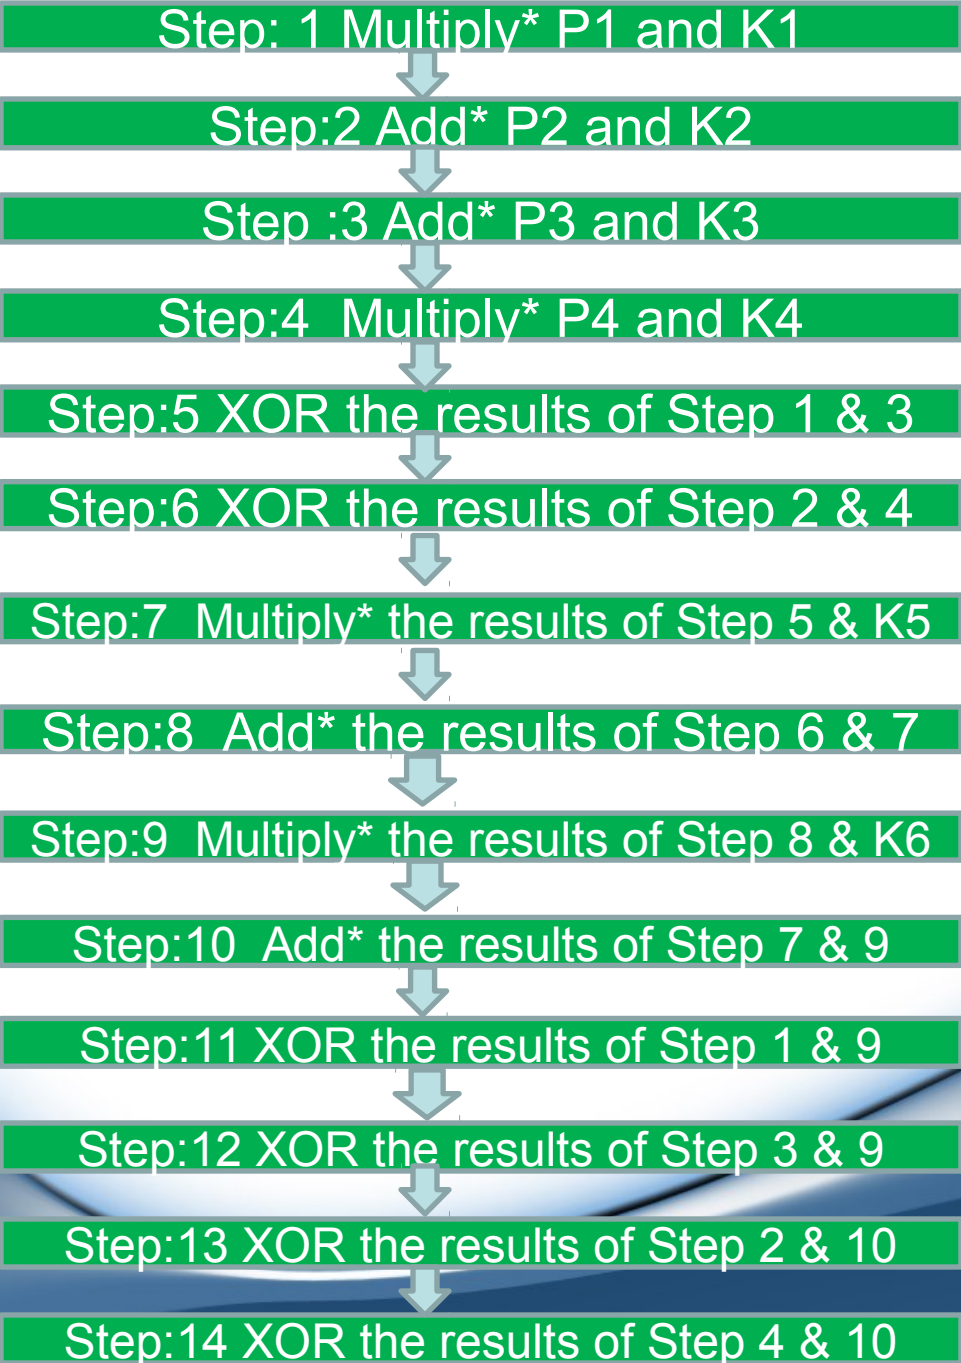 Step: 1 Multiply* P1 and K1
Step:2 Add* P2 and K2
Step :3 Add* P3 and K3
Step:4  Multiply* P4 and K4
Step:5 XOR the results of Step 1 & 3
Step:6 XOR the results of Step 2 & 4
Step:7  Multiply* the results of Step 5 & K5
Step:8  Add* the results of Step 6 & 7
Step:9  Multiply* the results of Step 8 & K6
Step:10  Add* the results of Step 7 & 9
Step:11 XOR the results of Step 1 & 9
Step:12 XOR the results of Step 3 & 9
Step:13 XOR the results of Step 2 & 10
Step:14 XOR the results of Step 4 & 10